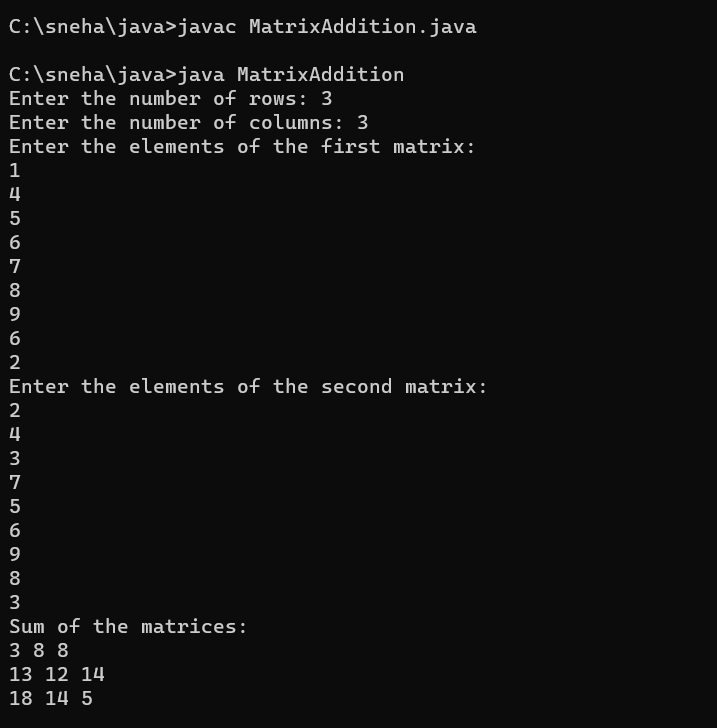 C:\sneha\java>javac MatrixAddition.java
C:\sneha\java>java MatrixAddition
Enter the number of rows: 3
Enter the number of columns: 3
Enter the elements of the first matrix:
1
4
5
6
7
8
9
6
2
Enter the elements of the second matrix:
2
4
3
7
5
6
9
8
3
Sum of the matrices:
3 8 8
13 12 14
18 14 5